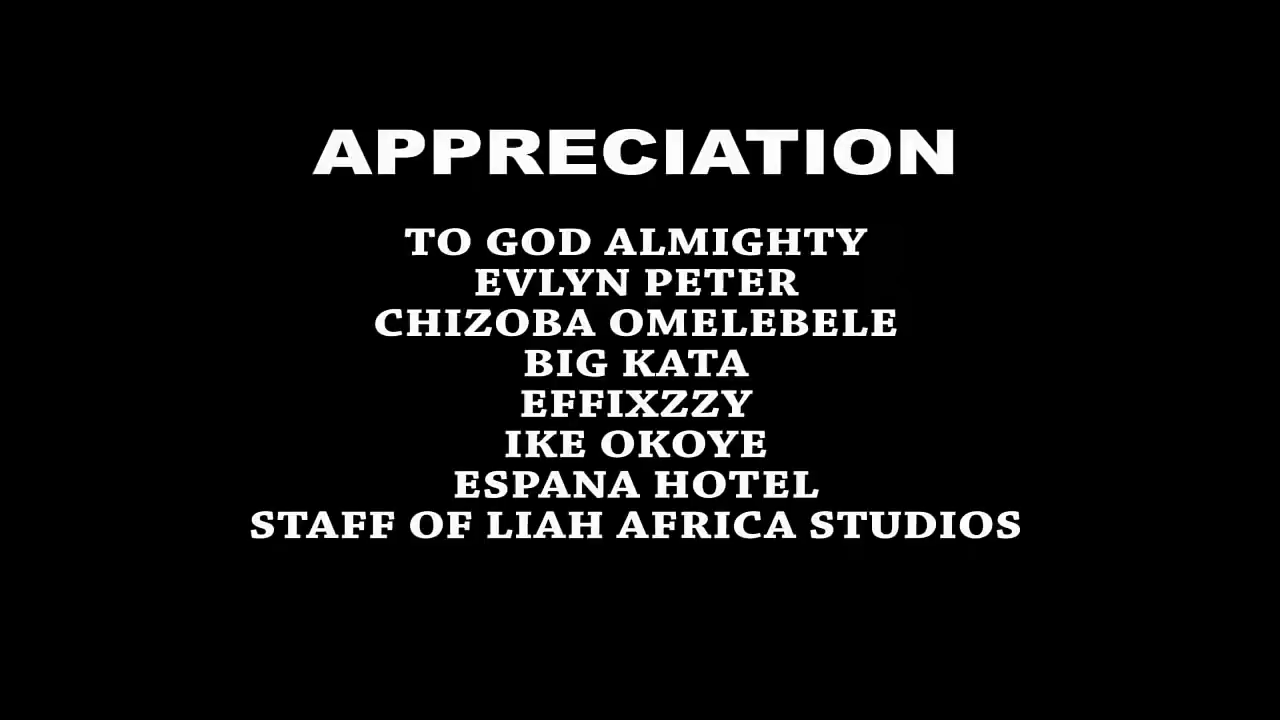 APPRECIATION
TO GOD ALMIGHTY
EVLYN PETER
CHIZOBA OMELEBELE
BIG KATA
EFFIXZZY
IKE OKOYE
ESPANA HOTEL
STAFF OF LIAH AFRICA STUDIOS